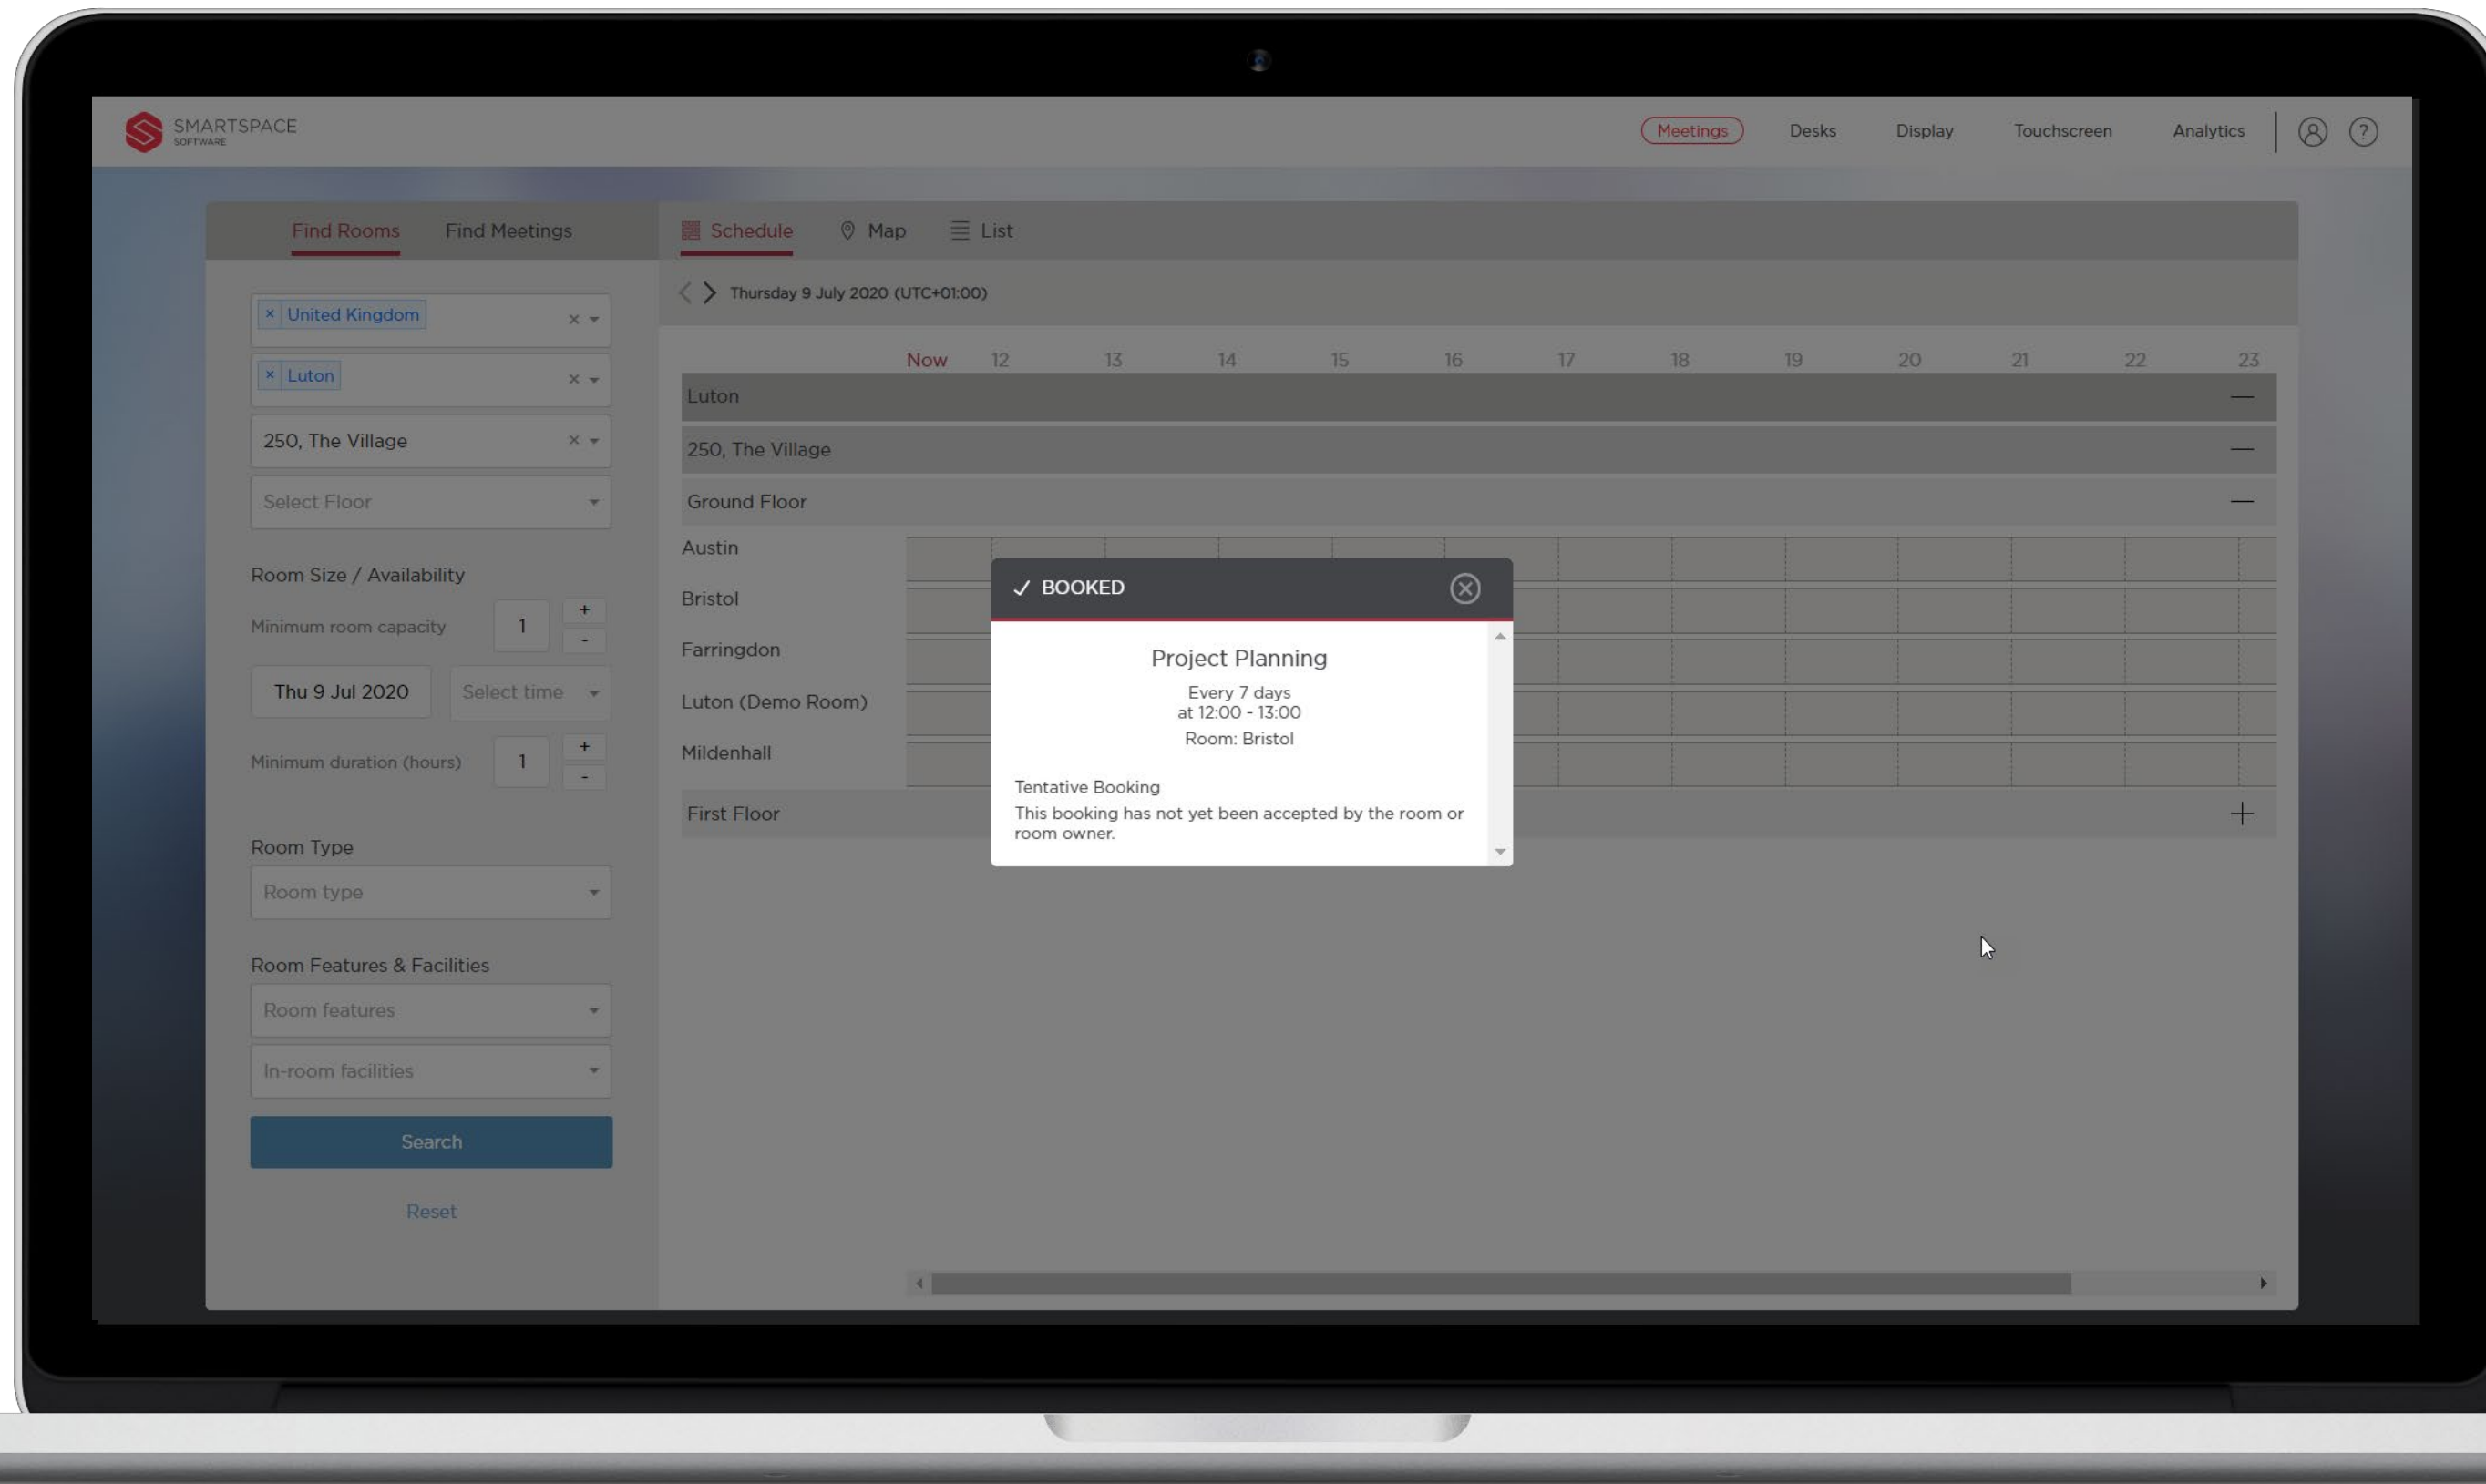 SMARTSPACE
SOFTWARE
Meetings Desks Display Touchscreen Analytics ?
Find Rooms Find Meetings
Schedule Map List
Thursday 9 July 2020 (UTC+01:00)
× United Kingdom
× Luton
250, The Village
Select Floor
Room Size / Availability
Minimum room capacity 1 + -
Thu 9 Jul 2020 Select time
Minimum duration (hours) 1 + -
Room Type
Room type
Room Features & Facilities
Room features
In-room facilities
Search
Reset
Now 12 13 14 15 16 17 18 19 20 21 22 23
Luton
250, The Village
Ground Floor
Austin
Bristol
Farringdon
Luton (Demo Room)
Mildenhall
First Floor
✓ BOOKED
Project Planning
Every 7 days
at 12:00 - 13:00
Room: Bristol
Tentative Booking
This booking has not yet been accepted by the room or
room owner.